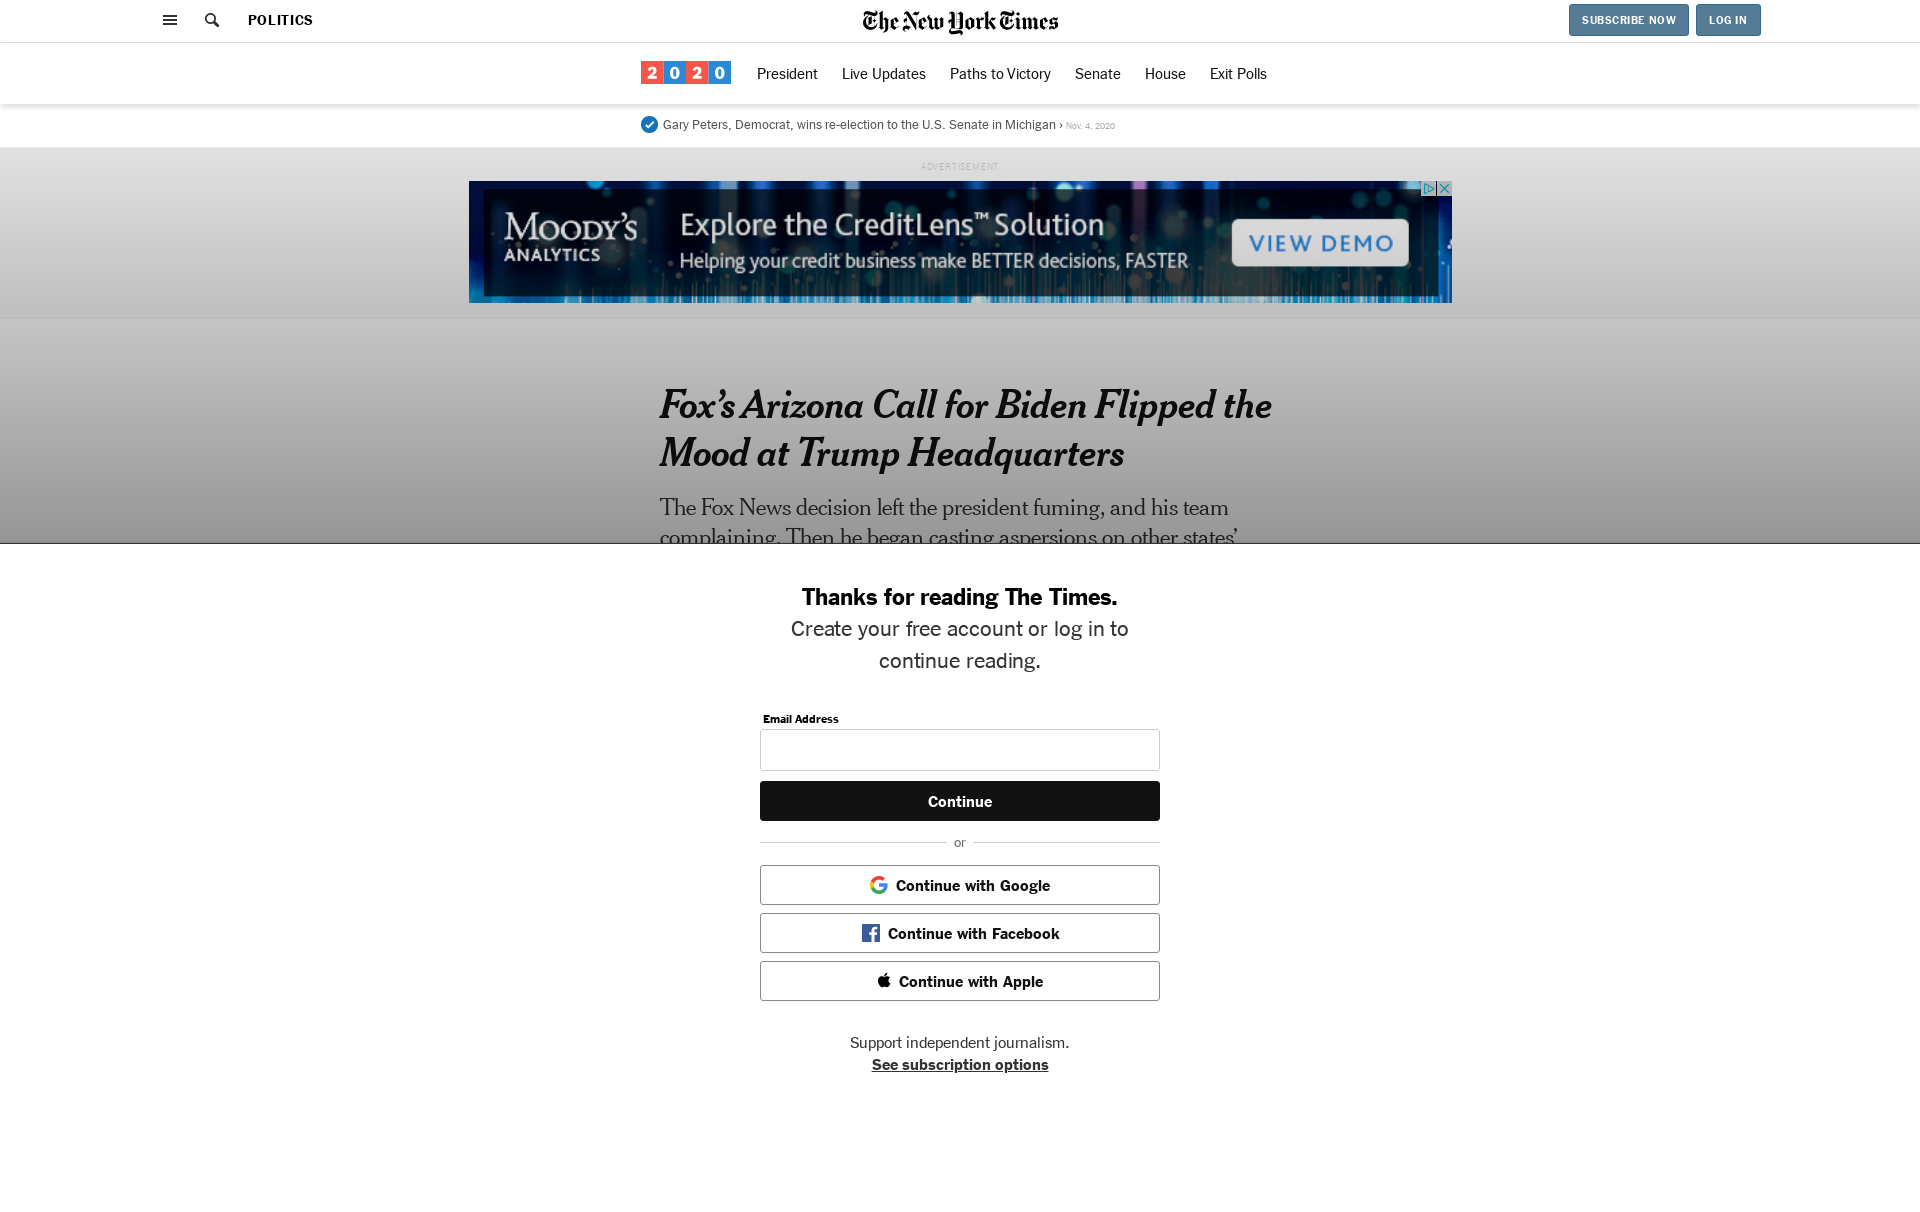 POLITICS
The New York Times
SUBSCRIBE NOW
LOG IN
2020
President
Live Updates
Paths to Victory
Senate
House
Exit Polls
Gary Peters, Democrat, wins re-election to the U.S. Senate in Michigan › Nov. 4, 2020
ADVERTISEMENT
MOODY'S
ANALYTICS
Explore the CreditLens™ Solution
Helping your credit business make BETTER decisions, FASTER
VIEW DEMO
Fox’s Arizona Call for Biden Flipped the
Mood at Trump Headquarters
The Fox News decision left the president fuming, and his team
complaining. Then he began casting aspersions on other states’
Thanks for reading The Times.
Create your free account or log in to
continue reading.
Email Address
Continue
or
Continue with Google
Continue with Facebook
Continue with Apple
Support independent journalism.
See subscription options